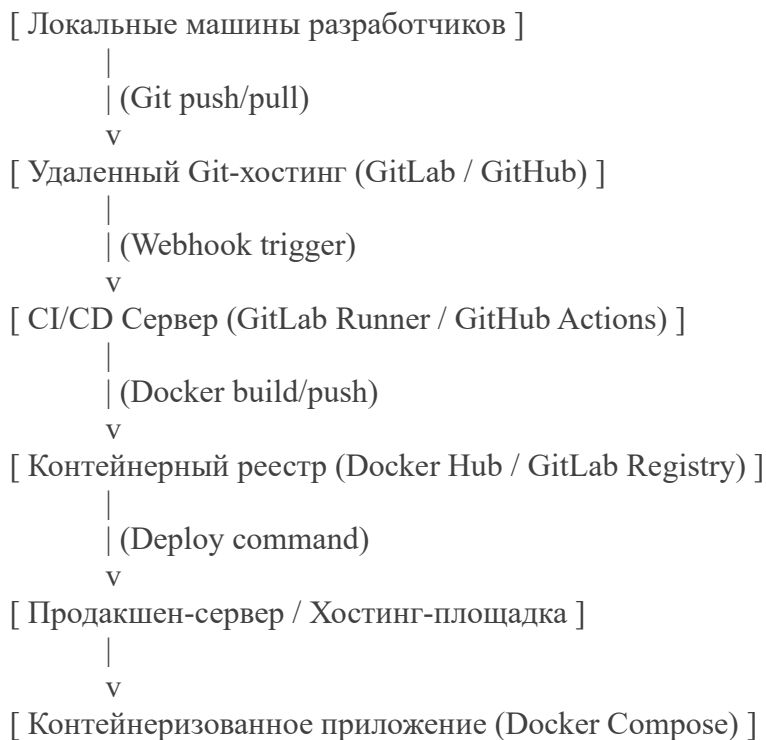 [ Локальные машины разработчиков ]
|
| (Git push/pull)
v
[ Удаленный Git-хостинг (GitLab / GitHub) ]
|
| (Webhook trigger)
v
[ CI/CD Сервер (GitLab Runner / GitHub Actions) ]
|
| (Docker build/push)
v
[ Контейнерный реестр (Docker Hub / GitLab Registry) ]
|
| (Deploy command)
v
[ Продакшен-сервер / Хостинг-площадка ]
|
v
[ Контейнеризованное приложение (Docker Compose) ]